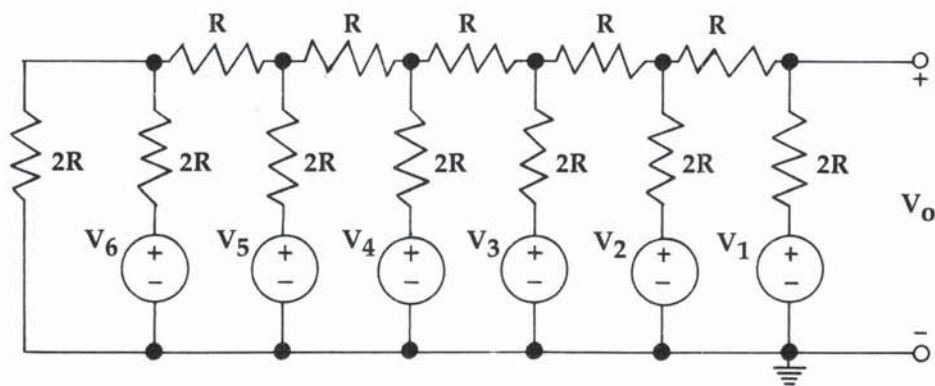 R R R R R
+
2R 2R 2R 2R 2R 2R 2R
V6 V5 V4 V3 V2 V1 Vo
+ + + + + +
− − − − − −
−